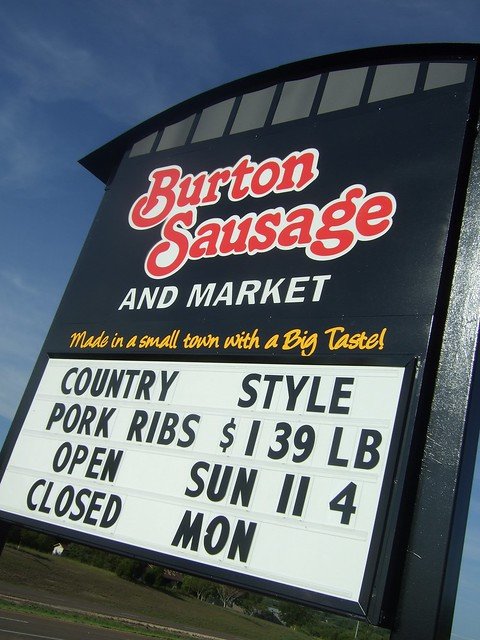 Burton
Sausage
AND MARKET
Made in a small town with a Big Taste!
COUNTRY STYLE
PORK RIBS $1 39 LB
OPEN SUN 11 4
CLOSED MON